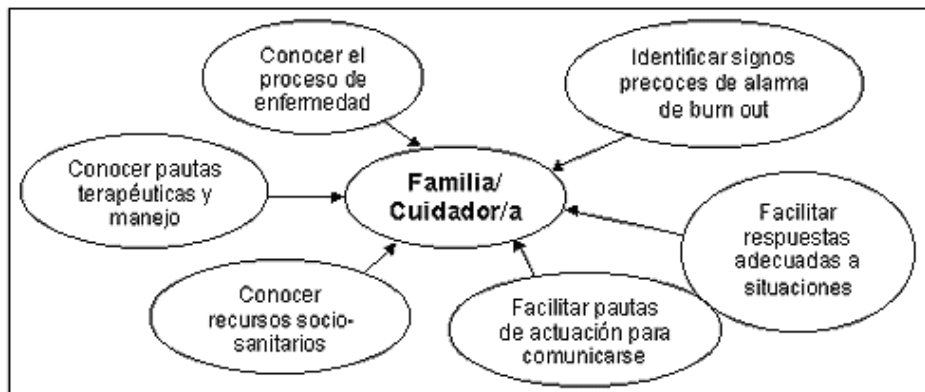 Conocer el
proceso de
enfermedad
Identificar signos
precoces de alarma
de burn out
Conocer pautas
terapéuticas y
manejo
Familia/
Cuidador/a
Facilitar
respuestas
adecuadas a
situaciones
Conocer
recursos socio-
sanitarios
Facilitar pautas
de actuación para
comunicarse